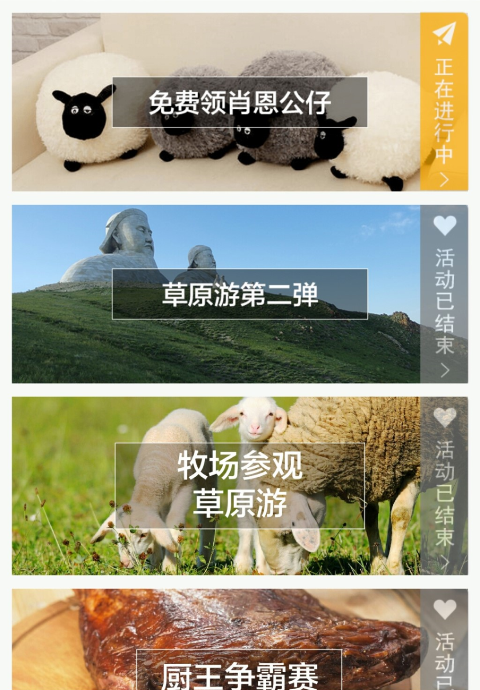 免费领肖恩公仔
正在进行中
草原游第二弹
活动已结束
牧场参观
草原游
活动已结束
厨王争霸赛
活动已